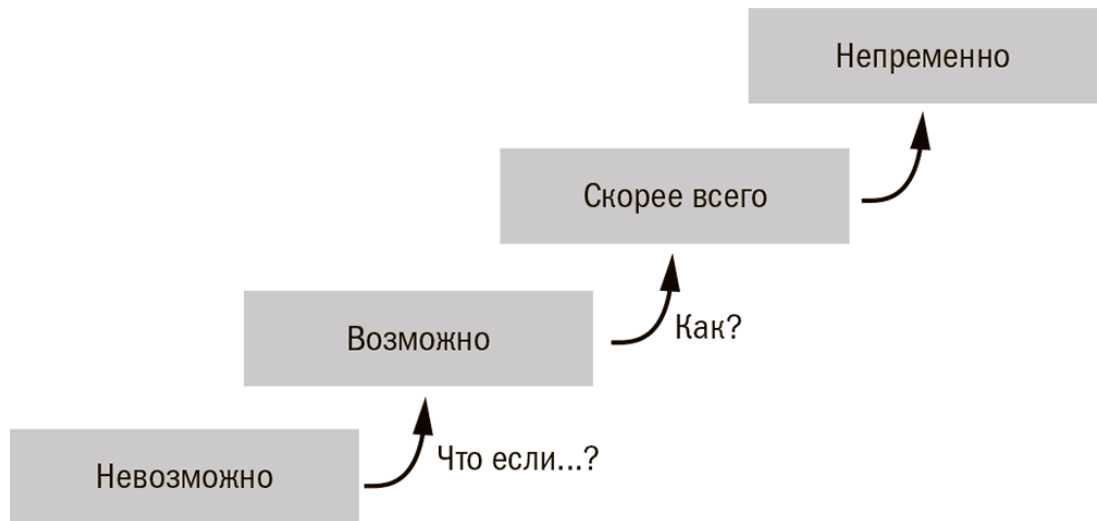 Непременно
Скорее всего
Как?
Возможно
Что если...?
Невозможно